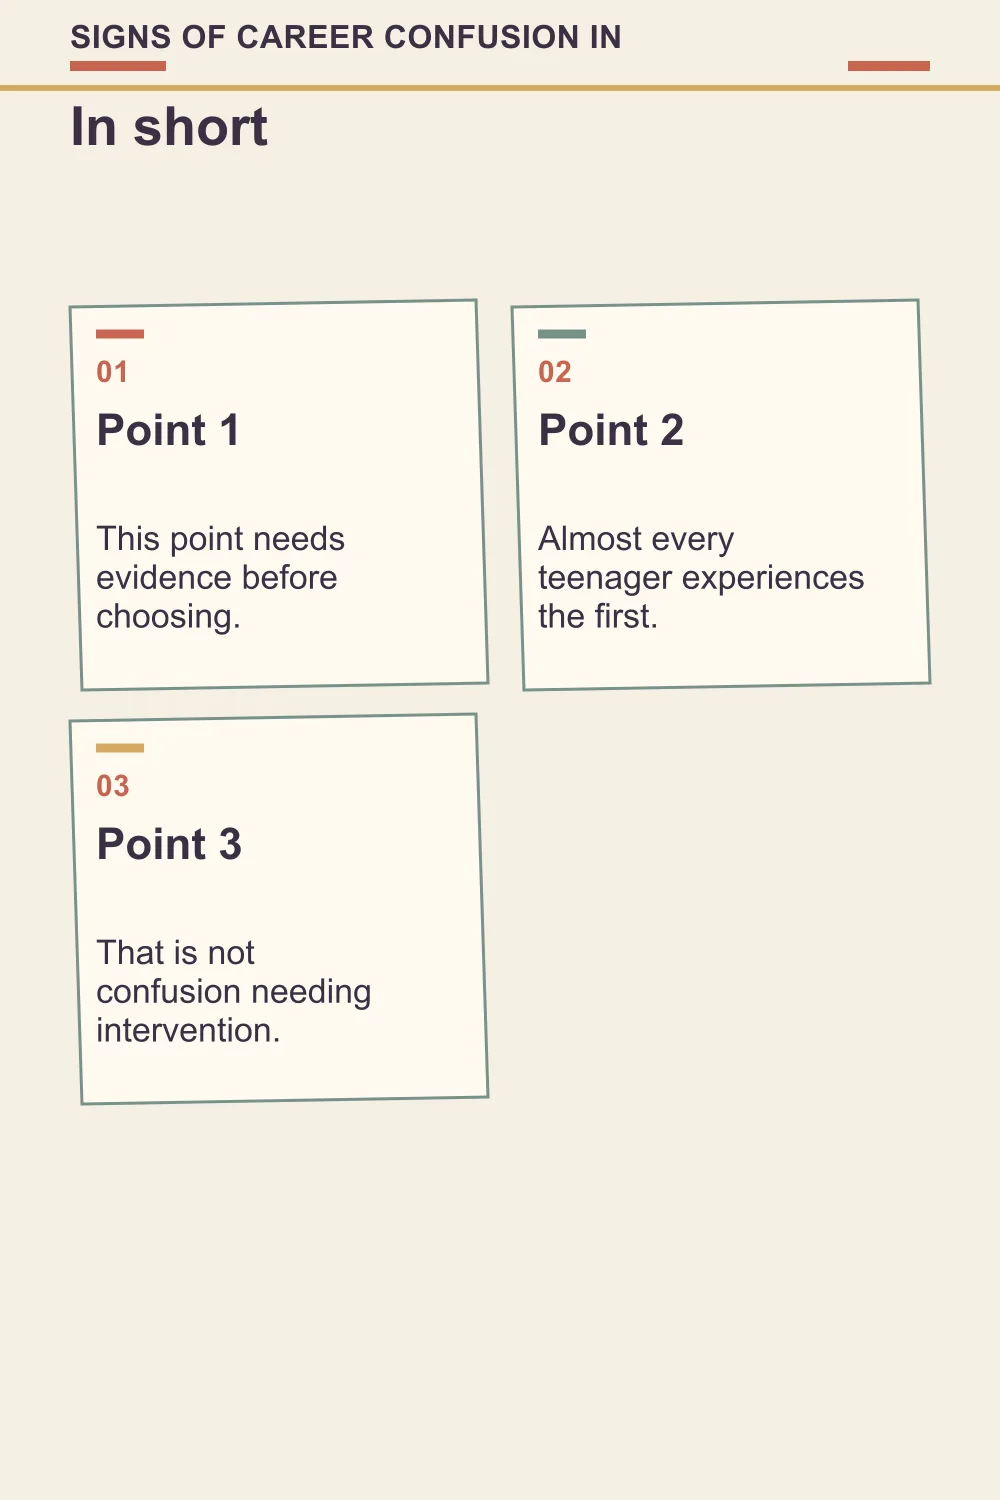 SIGNS OF CAREER CONFUSION IN
In short
01
Point 1
This point needs
evidence before
choosing.
02
Point 2
Almost every
teenager experiences
the first.
03
Point 3
That is not
confusion needing
intervention.